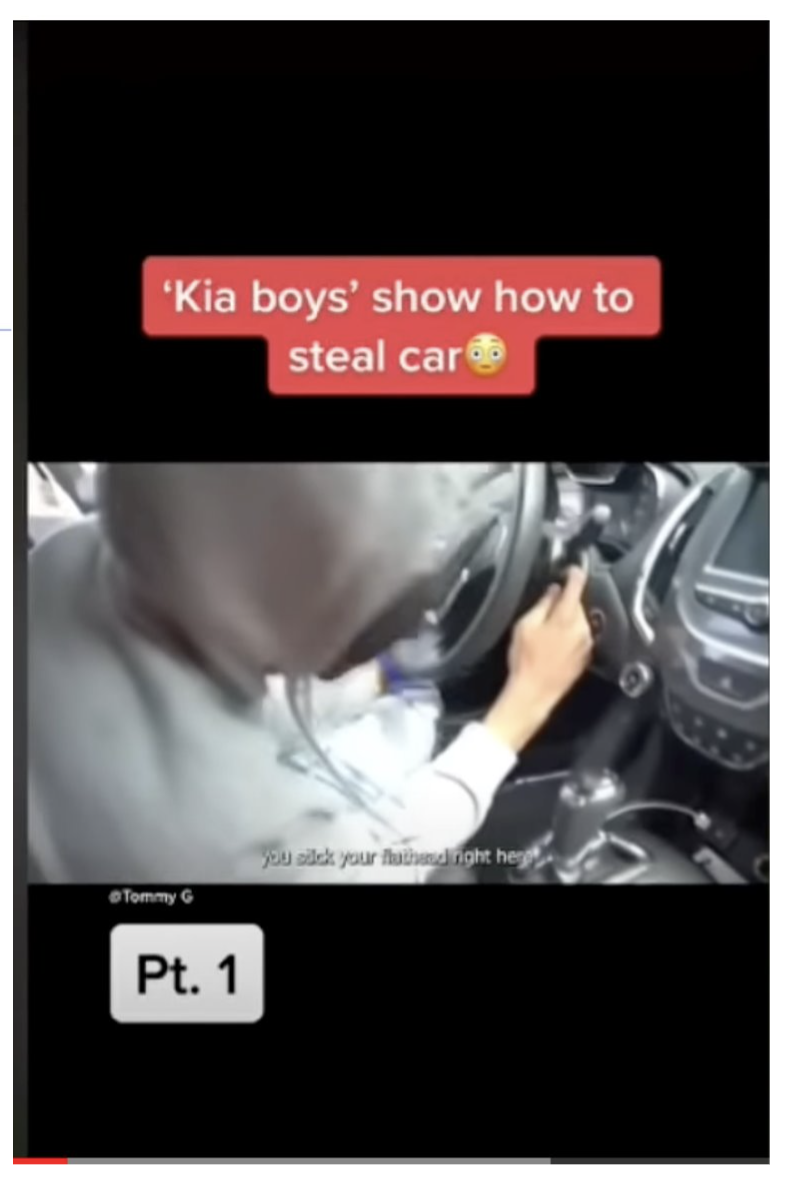 ‘Kia boys’ show how to
steal car😳
you stick your flathead right here
@Tommy G
Pt. 1